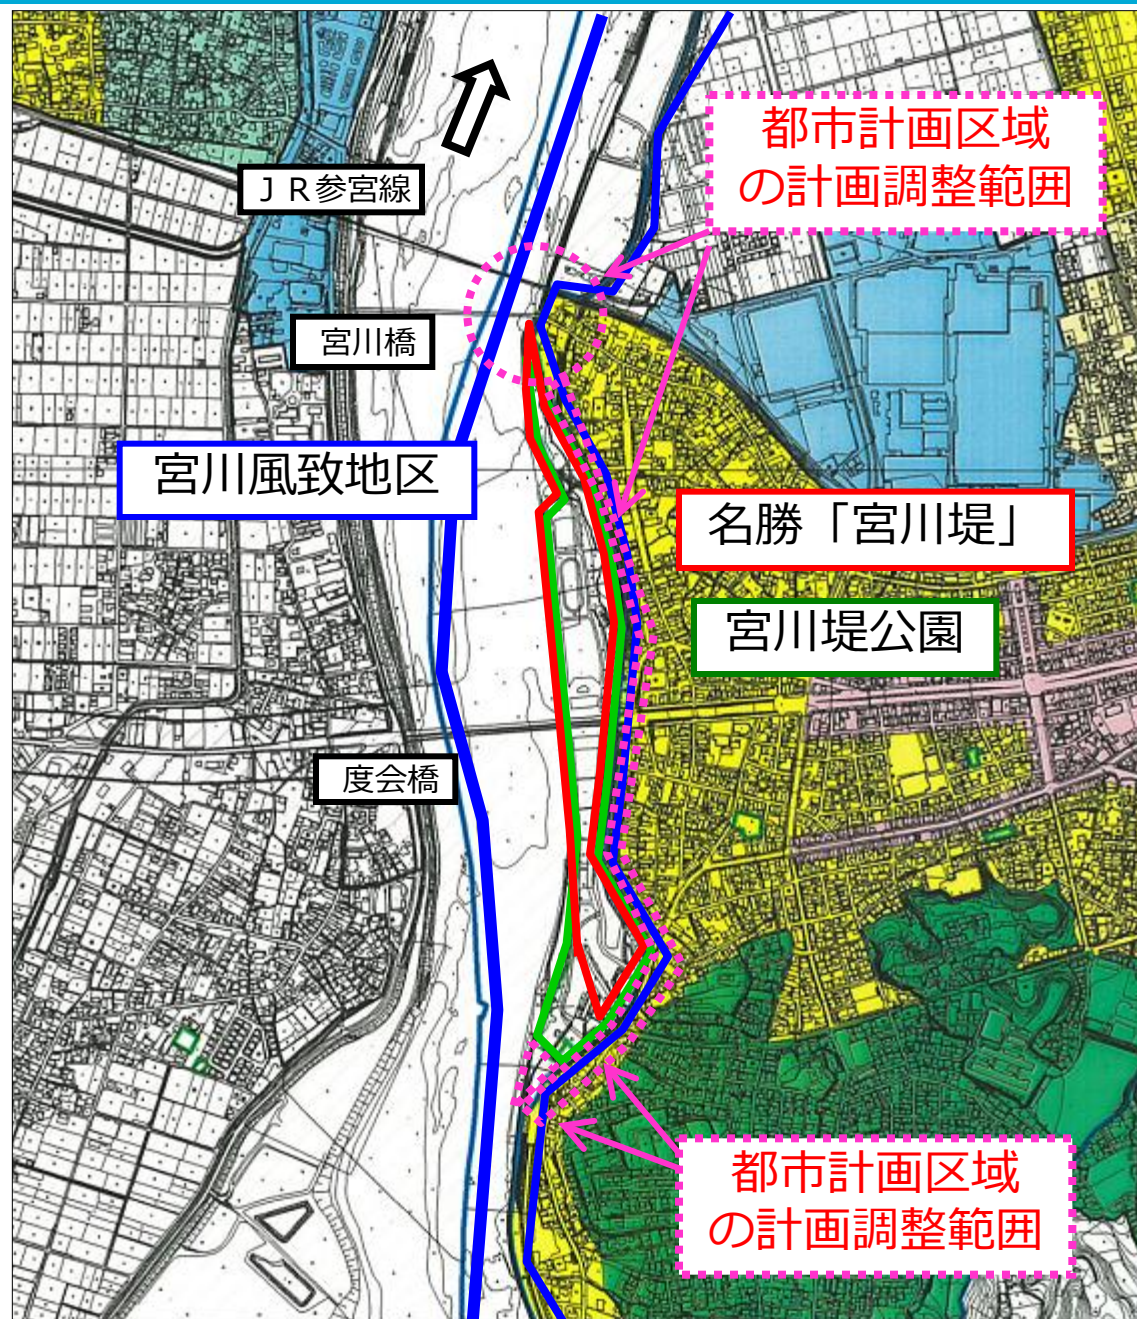 都市計画区域
の計画調整範囲
ＪＲ参宮線
宮川橋
宮川風致地区
名勝「宮川堤」
宮川堤公園
度会橋
都市計画区域
の計画調整範囲